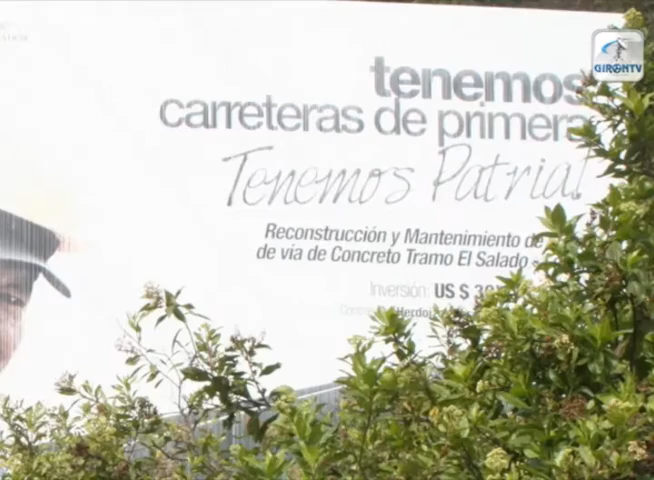 GIRONTV
tenemos
carreteras de primera
Tenemos Patria!
Reconstrucción y Mantenimiento de
de vía de Concreto Tramo El Salado
Inversión: US $